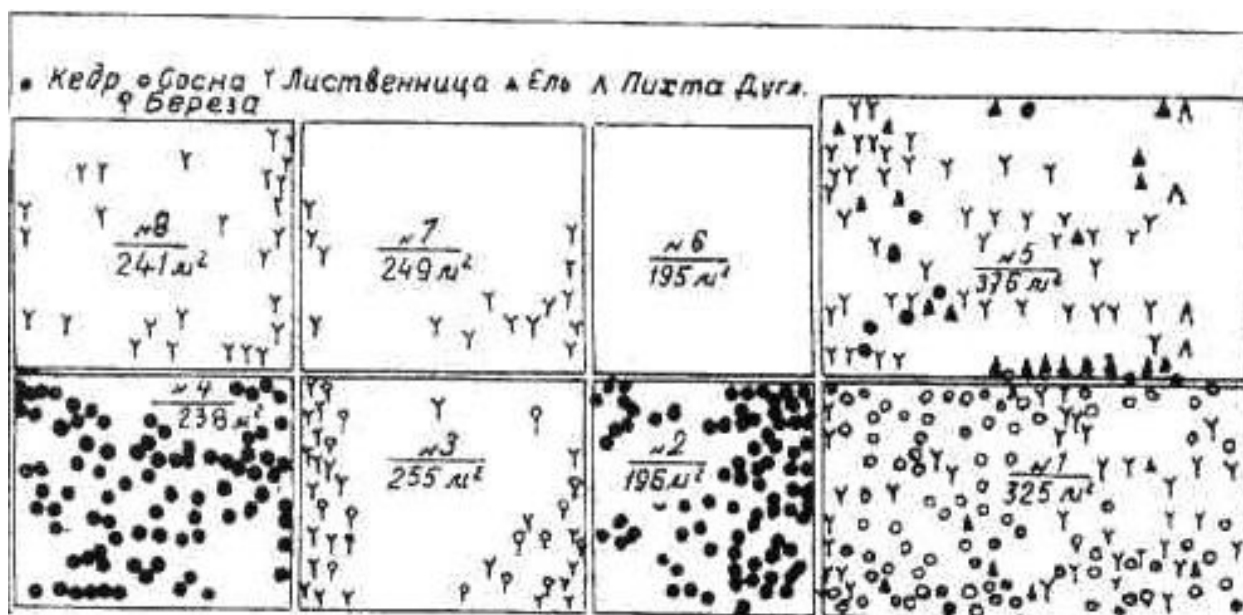 Кедр Сосна Лиственница Ель Пихта Дугл.
Береза
№8
241 м²
№7
249 м²
№6
195 м²
№5
376 м²
№4
238 м²
№3
255 м²
№2
196 м²
№1
325 м²